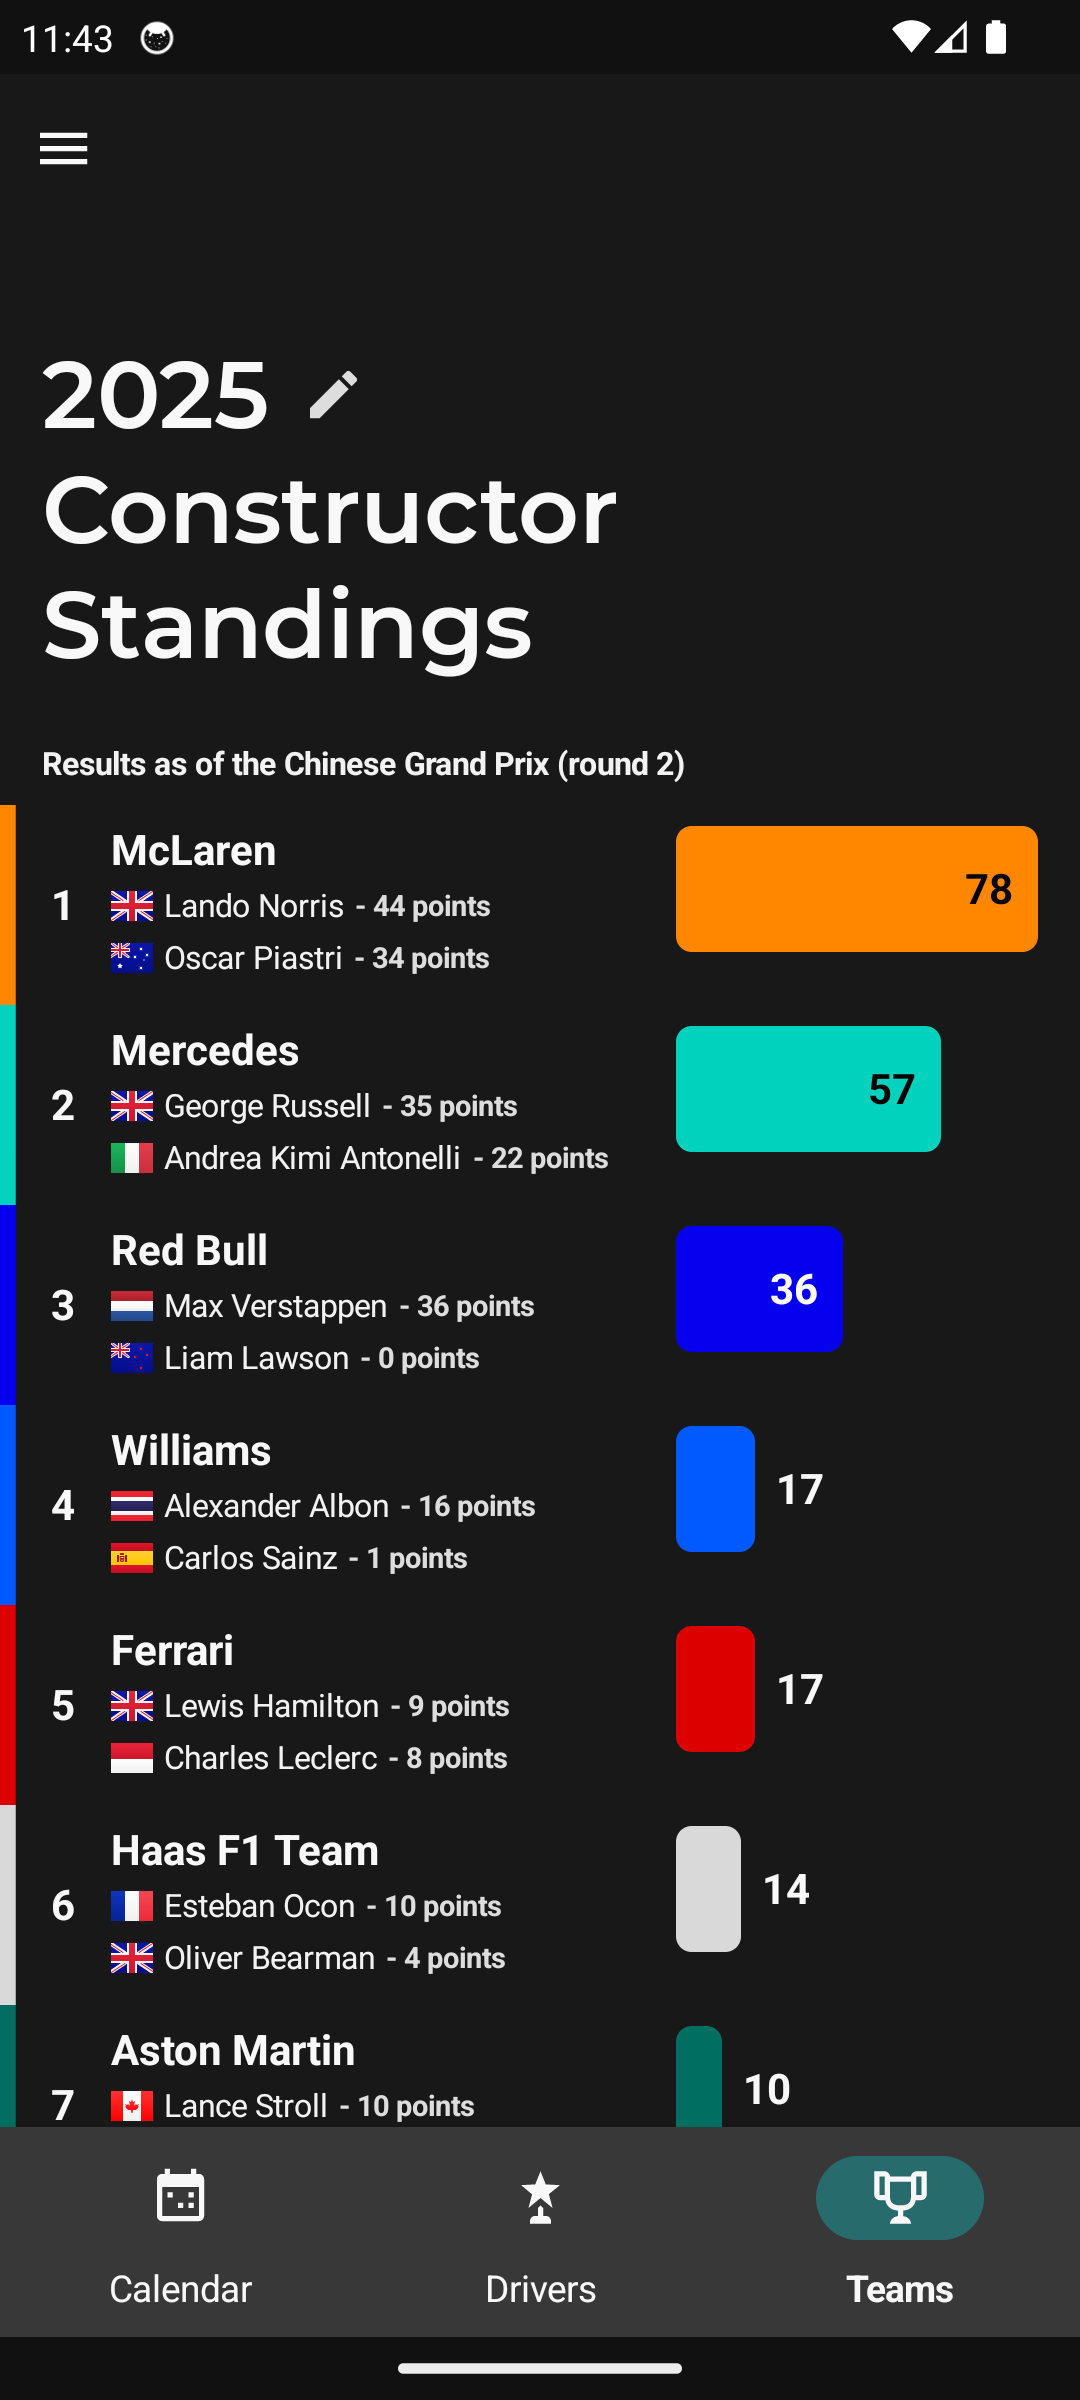 11:43
2025
Constructor
Standings
Results as of the Chinese Grand Prix (round 2)
McLaren
1
Lando Norris - 44 points
Oscar Piastri - 34 points
78
Mercedes
2
George Russell - 35 points
Andrea Kimi Antonelli - 22 points
57
Red Bull
3
Max Verstappen - 36 points
Liam Lawson - 0 points
36
Williams
4
Alexander Albon - 16 points
Carlos Sainz - 1 points
17
Ferrari
5
Lewis Hamilton - 9 points
Charles Leclerc - 8 points
17
Haas F1 Team
6
Esteban Ocon - 10 points
Oliver Bearman - 4 points
14
Aston Martin
7
Lance Stroll - 10 points
10
Calendar
Drivers
Teams